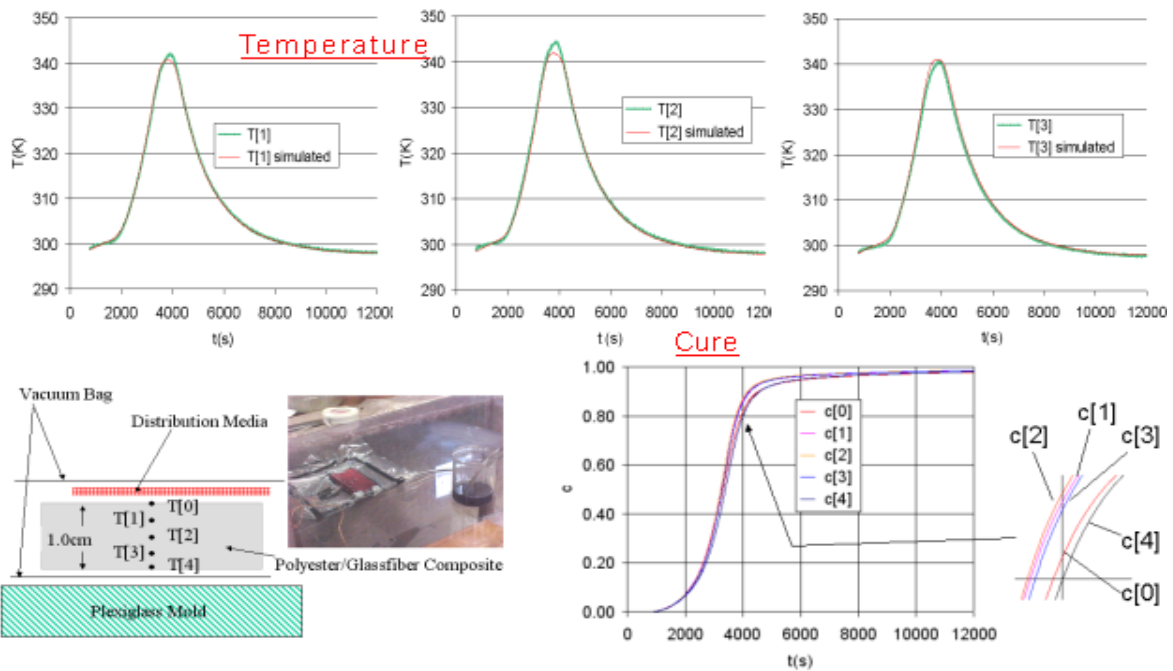 Temperature
350
340
330
320
310
300
290
T(K)
T[1]
T[1] simulated
0 2000 4000 6000 8000 10000 12000
t(s)
350
340
330
320
310
300
290
T(K)
T[2]
T[2] simulated
0 2000 4000 6000 8000 10000 12000
t (s)
350
340
330
320
310
300
290
T(K)
T[3]
T[3] simulated
0 2000 4000 6000 8000 10000 12000
t(s)
Vacuum Bag
Distribution Media
T[0]
T[1]
T[2]
1.0cm
T[3]
T[4]
Polyester/Glassfiber Composite
Plexiglass Mold
Cure
1.00
0.80
0.60
0.40
0.20
0.00
c
c[0]
c[1]
c[2]
c[3]
c[4]
0 2000 4000 6000 8000 10000 12000
t(s)
c[1]
c[2]
c[3]
c[4]
c[0]